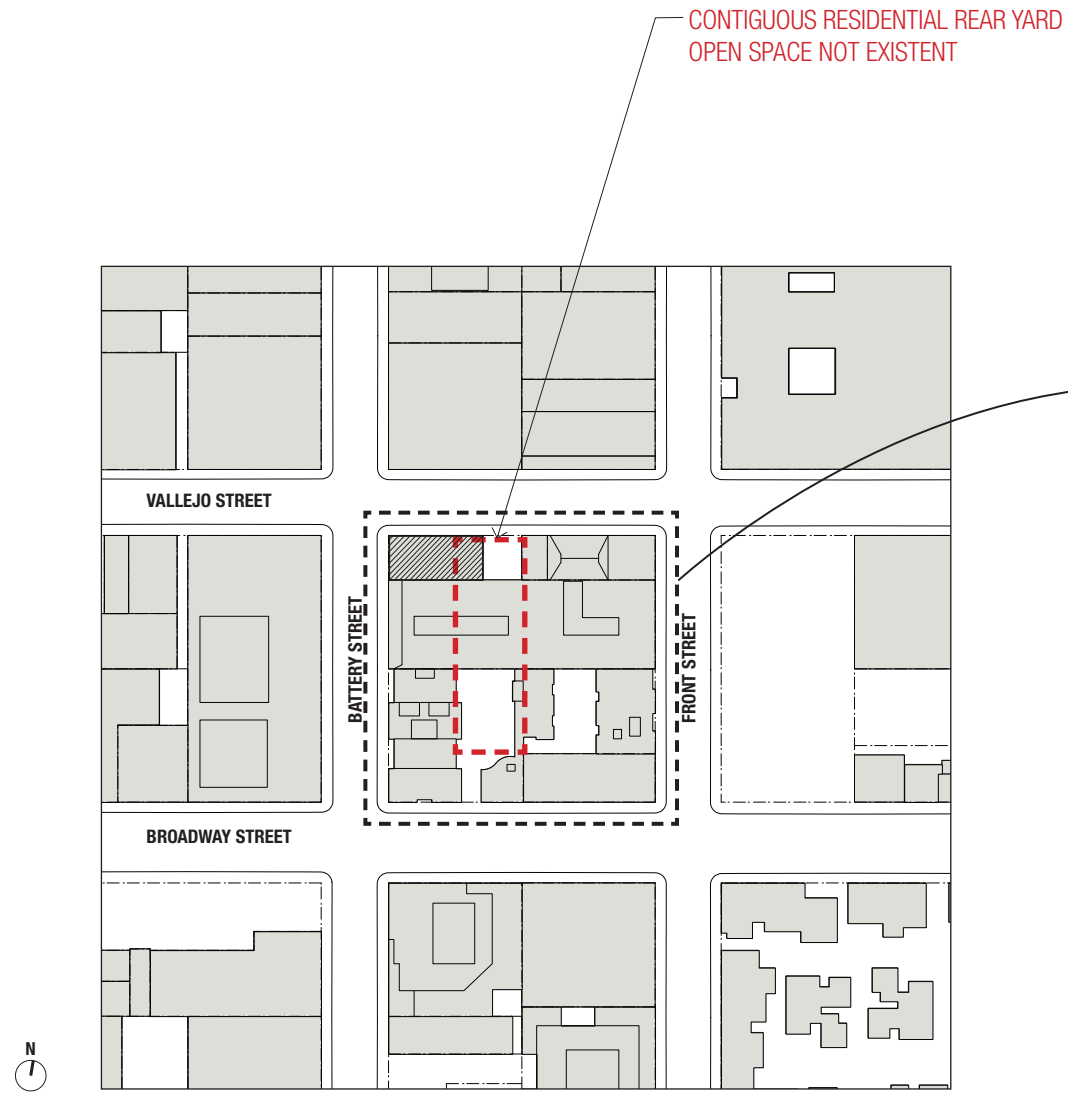 CONTIGUOUS RESIDENTIAL REAR YARD
OPEN SPACE NOT EXISTENT
VALLEJO STREET
BATTERY STREET
FRONT STREET
BROADWAY STREET
N